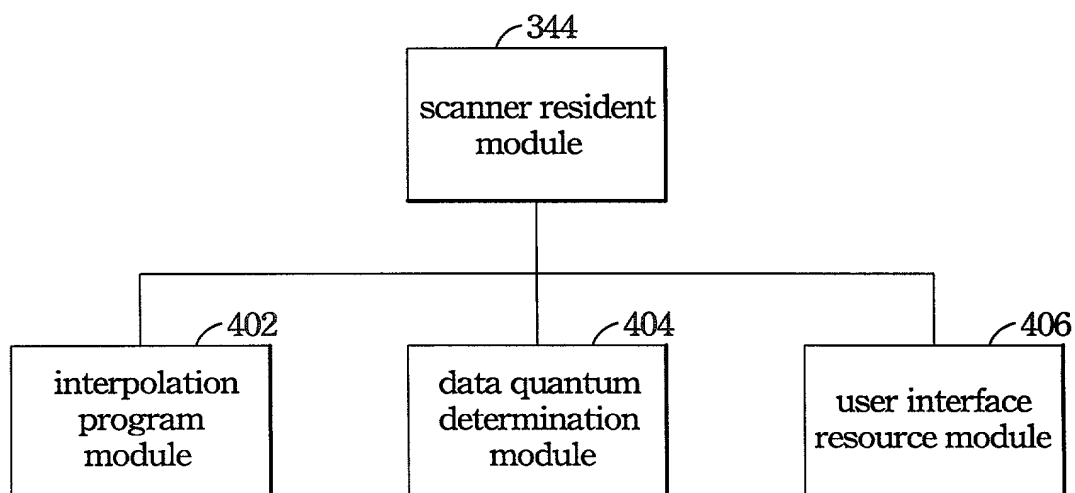 344
scanner resident
module
402
404
406
interpolation
program
module
data quantum
determination
module
user interface
resource module